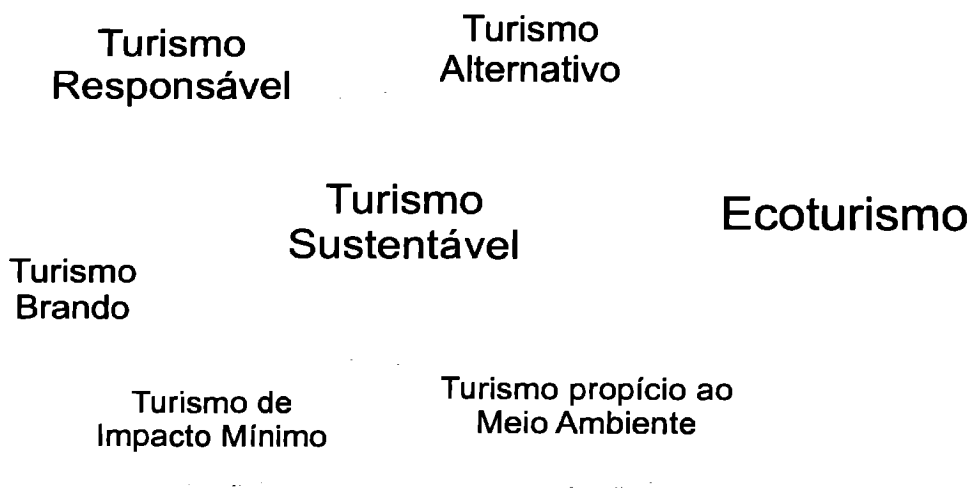 Turismo
Responsável
Turismo
Alternativo
Turismo
Sustentável
Ecoturismo
Turismo
Brando
Turismo de
Impacto Mínimo
Turismo propício ao
Meio Ambiente